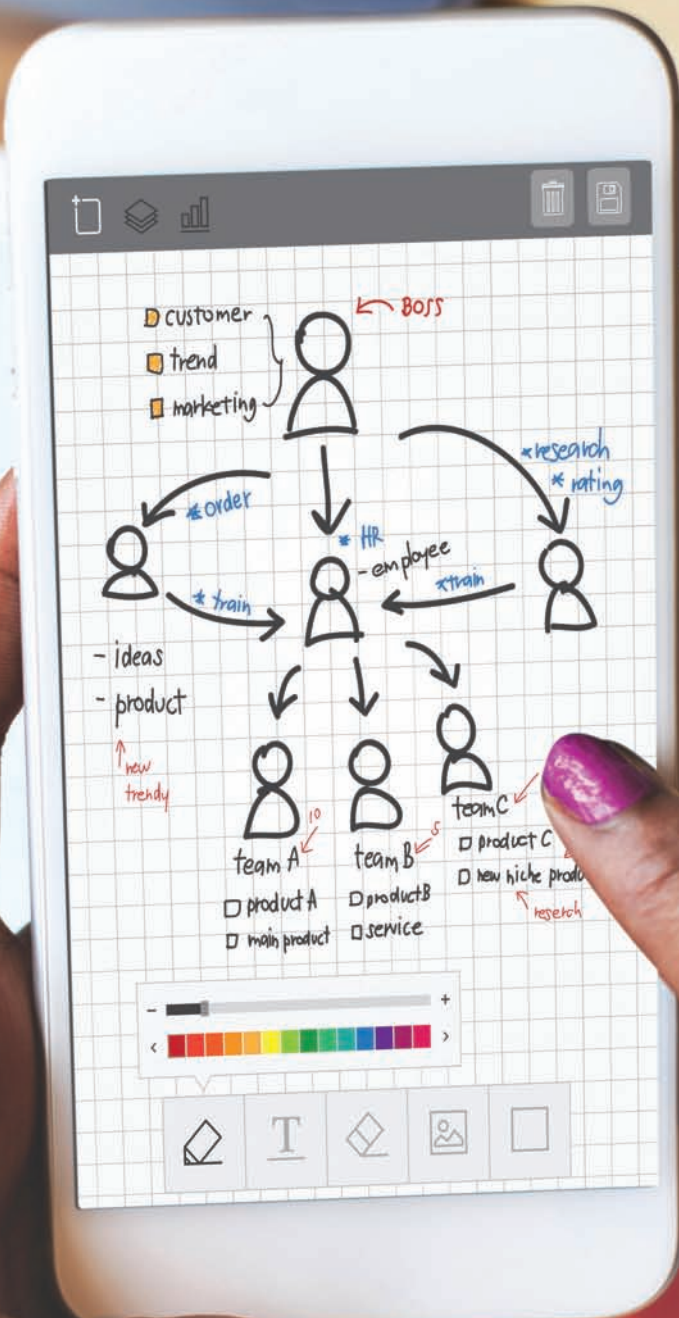 BOSS
customer
trend
marketing
*research
* rating
* order
* HR
- employee
* train
*train
- ideas
- product
new
trendy
10
team A
product A
main product
5
team B
product B
service
team C
product C
new niche produ
reserch
T